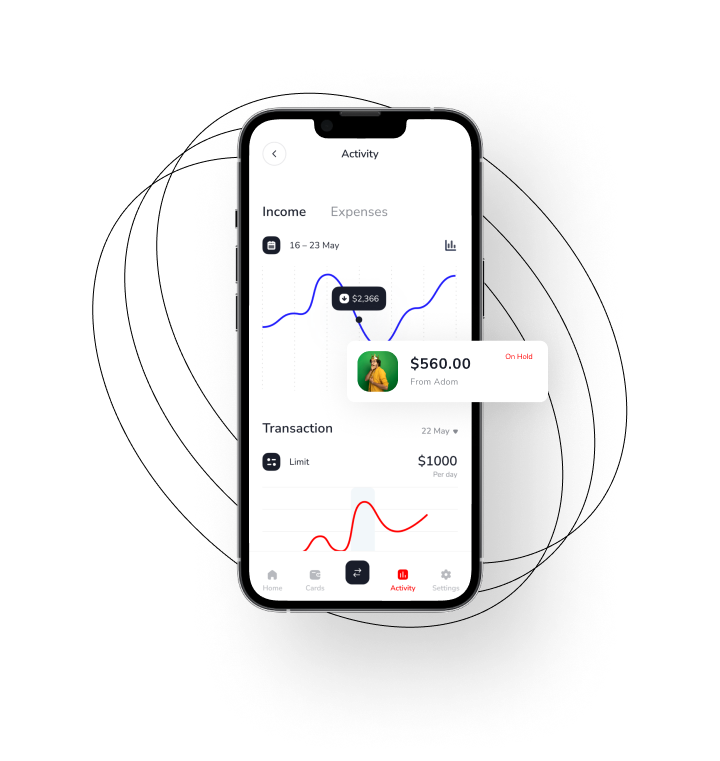 Activity
Income Expenses
16 – 23 May
$2,366
$560.00
On Hold
From Adom
Transaction
22 May
Limit
$1000
Per day
Home Cards Activity Settings